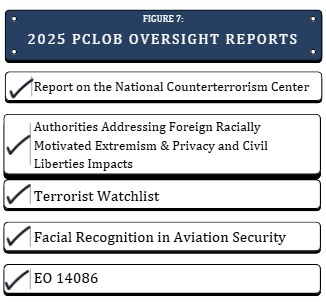 FIGURE 7:
2025 PCLOB OVERSIGHT REPORTS
Report on the National Counterterrorism Center
Authorities Addressing Foreign Racially
Motivated Extremism & Privacy and Civil
Liberties Impacts
Terrorist Watchlist
Facial Recognition in Aviation Security
EO 14086